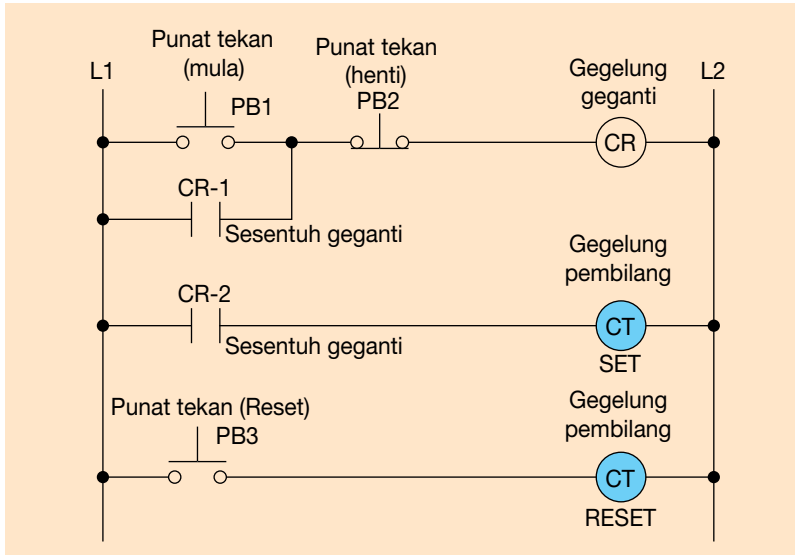 L1
Punat tekan
(mula)
PB1
Punat tekan
(henti)
PB2
Gegelung
geganti
L2
CR
CR-1
Sesentuh geganti
CR-2
Sesentuh geganti
Gegelung
pembilang
CT
SET
Punat tekan (Reset)
PB3
Gegelung
pembilang
CT
RESET